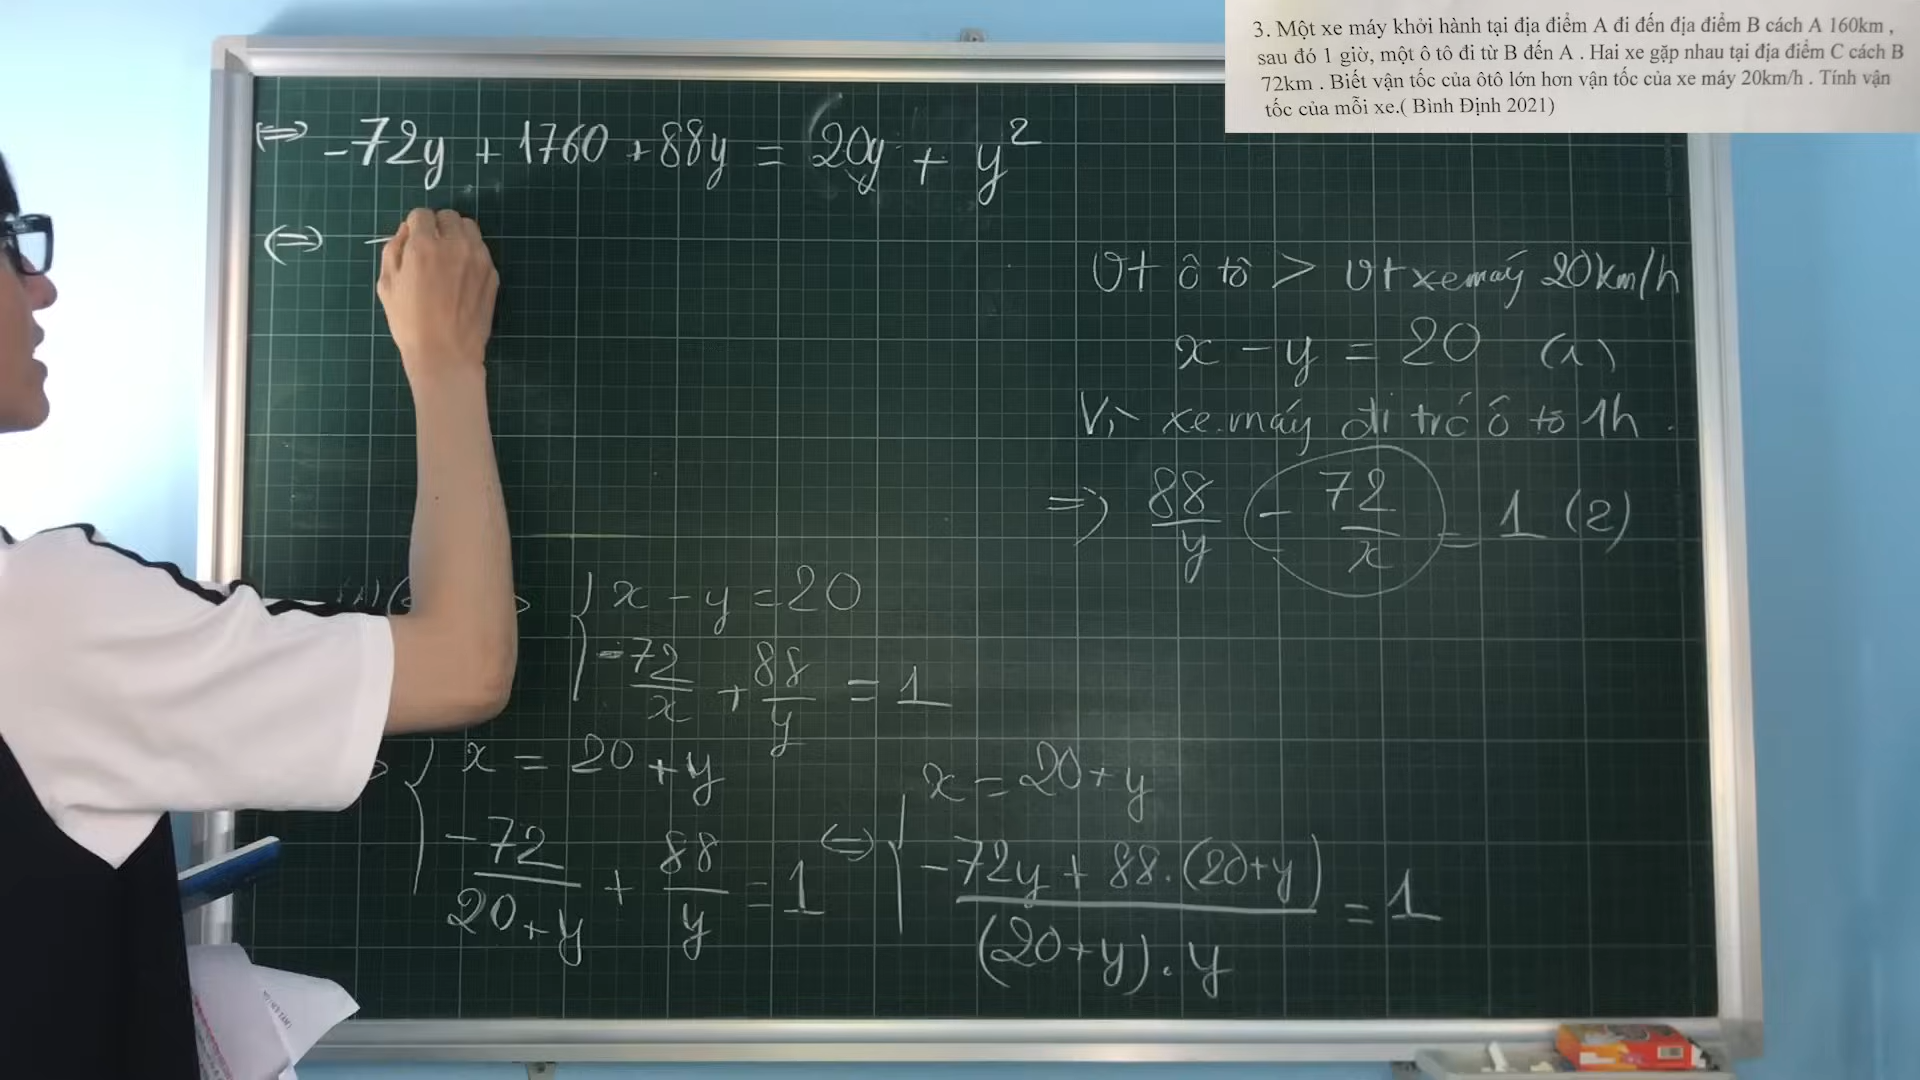 3. Một xe máy khởi hành tại địa điểm A đi đến địa điểm B cách A 160km ,
sau đó 1 giờ, một ô tô đi từ B đến A . Hai xe gặp nhau tại địa điểm C cách B
72km . Biết vận tốc của ôtô lớn hơn vận tốc của xe máy 20km/h . Tính vận
tốc của mỗi xe.( Bình Định 2021)
⇔ -72y + 1760 + 88y = 20y + y²
⇔ -
vt ô tô > vt xe máy 20km/h
x - y = 20 (1)
Vì xe máy đi trc ô tô 1h.
=> 88/y - 72/x = 1 (2)
{ x - y = 20
-72/x + 88/y = 1
{ x = 20 + y
-72/(20+y) + 88/y = 1
⇔ { x = 20 + y
(-72y + 88.(20+y))/((20+y).y) = 1